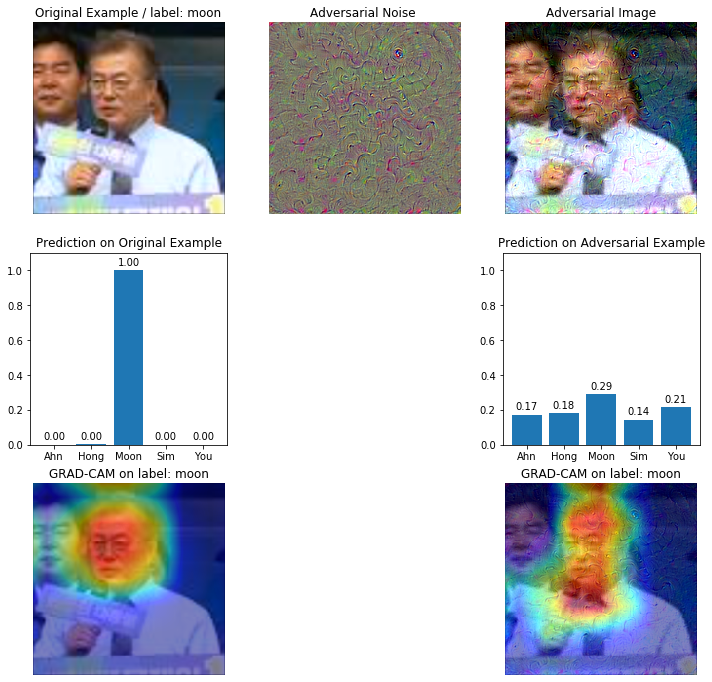 Original Example / label: moon
Adversarial Noise
Adversarial Image
Prediction on Original Example
1.0
0.8
0.6
0.4
0.2
0.0
0.00
0.00
1.00
0.00
0.00
Ahn Hong Moon Sim You
Prediction on Adversarial Example
1.0
0.8
0.6
0.4
0.2
0.0
0.17
0.18
0.29
0.14
0.21
Ahn Hong Moon Sim You
GRAD-CAM on label: moon
GRAD-CAM on label: moon